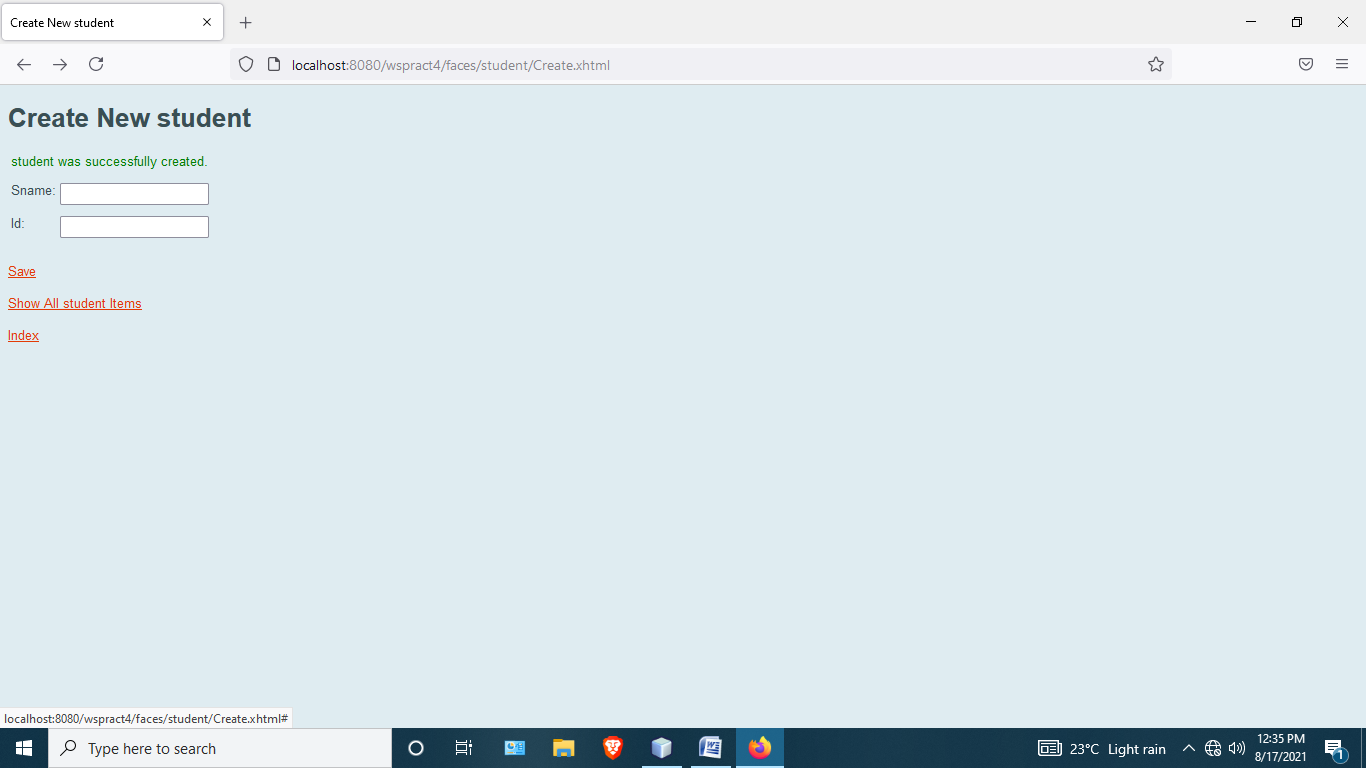 Create New student
localhost:8080/wspract4/faces/student/Create.xhtml
Create New student
student was successfully created.
Sname:
Id:
Save
Show All student Items
Index
localhost:8080/wspract4/faces/student/Create.xhtml#
Type here to search
W
23°C Light rain
12:35 PM
8/17/2021
1